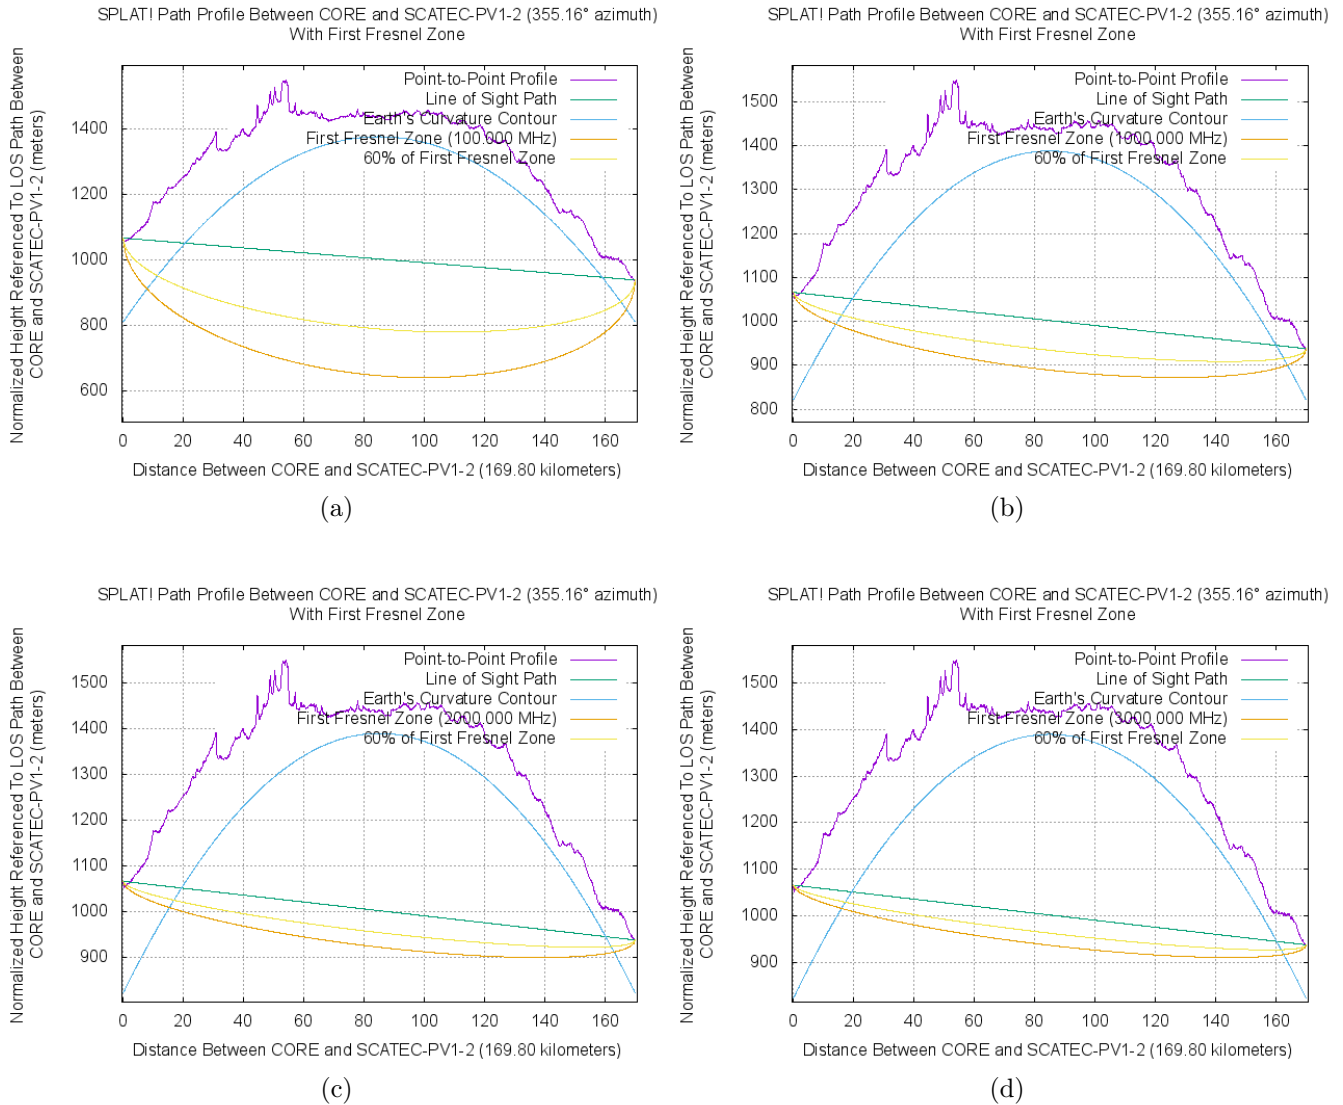 SPLAT! Path Profile Between CORE and SCATEC-PV1-2 (355.16° azimuth)
With First Fresnel Zone
Normalized Height Referenced To LOS Path Between
CORE and SCATEC-PV1-2 (meters)
Point-to-Point Profile
Line of Sight Path
Earth's Curvature Contour
First Fresnel Zone (100.000 MHz)
60% of First Fresnel Zone
1400
1200
1000
800
600
0 20 40 60 80 100 120 140 160
Distance Between CORE and SCATEC-PV1-2 (169.80 kilometers)
(a)
SPLAT! Path Profile Between CORE and SCATEC-PV1-2 (355.16° azimuth)
With First Fresnel Zone
Normalized Height Referenced To LOS Path Between
CORE and SCATEC-PV1-2 (meters)
Point-to-Point Profile
Line of Sight Path
Earth's Curvature Contour
First Fresnel Zone (1000.000 MHz)
60% of First Fresnel Zone
1500
1400
1300
1200
1100
1000
900
800
0 20 40 60 80 100 120 140 160
Distance Between CORE and SCATEC-PV1-2 (169.80 kilometers)
(b)
SPLAT! Path Profile Between CORE and SCATEC-PV1-2 (355.16° azimuth)
With First Fresnel Zone
Normalized Height Referenced To LOS Path Between
CORE and SCATEC-PV1-2 (meters)
Point-to-Point Profile
Line of Sight Path
Earth's Curvature Contour
First Fresnel Zone (2000.000 MHz)
60% of First Fresnel Zone
1500
1400
1300
1200
1100
1000
900
0 20 40 60 80 100 120 140 160
Distance Between CORE and SCATEC-PV1-2 (169.80 kilometers)
(c)
SPLAT! Path Profile Between CORE and SCATEC-PV1-2 (355.16° azimuth)
With First Fresnel Zone
Normalized Height Referenced To LOS Path Between
CORE and SCATEC-PV1-2 (meters)
Point-to-Point Profile
Line of Sight Path
Earth's Curvature Contour
First Fresnel Zone (3000.000 MHz)
60% of First Fresnel Zone
1500
1400
1300
1200
1100
1000
900
0 20 40 60 80 100 120 140 160
Distance Between CORE and SCATEC-PV1-2 (169.80 kilometers)
(d)